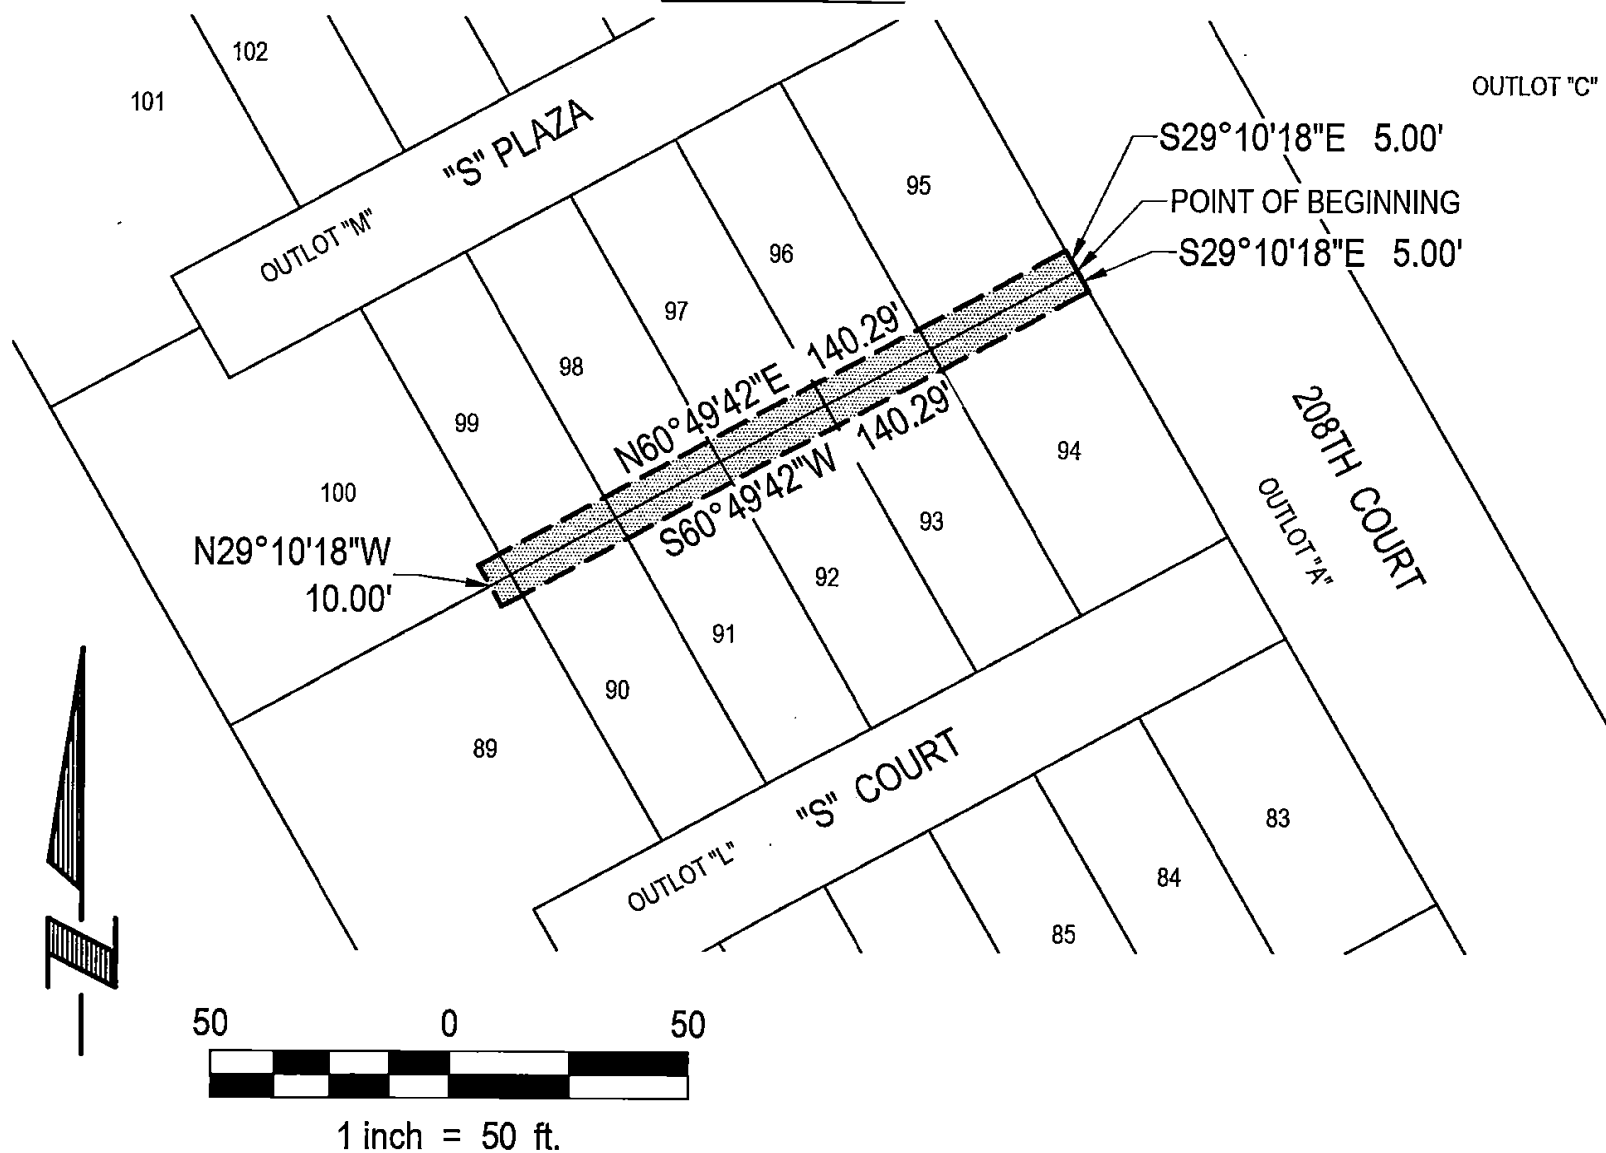 102
101
OUTLOT "C"
"S" PLAZA
S29°10'18"E 5.00'
95
POINT OF BEGINNING
OUTLOT "M"
S29°10'18"E 5.00'
96
97
N60°49'42"E 140.29'
98
S60°49'42"W 140.29'
99
208TH COURT
94
100
OUTLOT "A"
93
N29°10'18"W
10.00'
92
91
90
89
"S" COURT
83
OUTLOT "L"
84
85
N
50 0 50
1 inch = 50 ft.